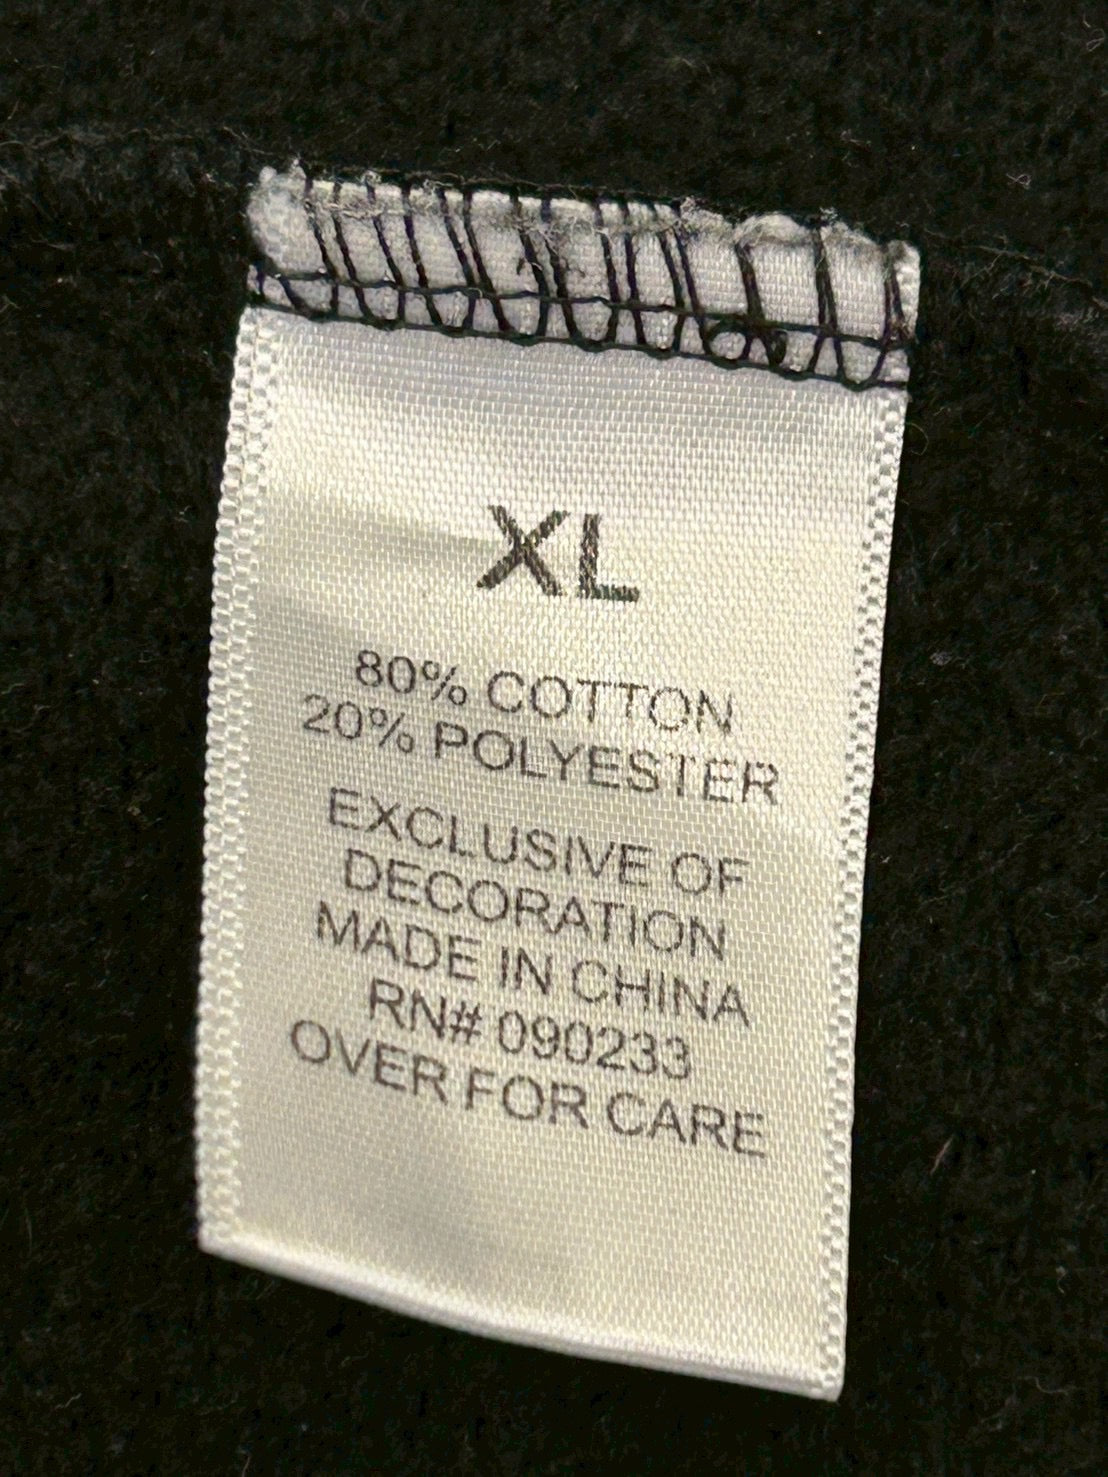 XL
80% COTTON
20% POLYESTER
EXCLUSIVE OF
DECORATION
MADE IN CHINA
RN# 090233
OVER FOR CARE